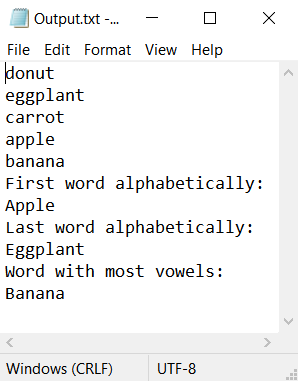 Output.txt -...
File Edit Format View Help
donut
eggplant
carrot
apple
banana
First word alphabetically:
Apple
Last word alphabetically:
Eggplant
Word with most vowels:
Banana
Windows (CRLF) UTF-8